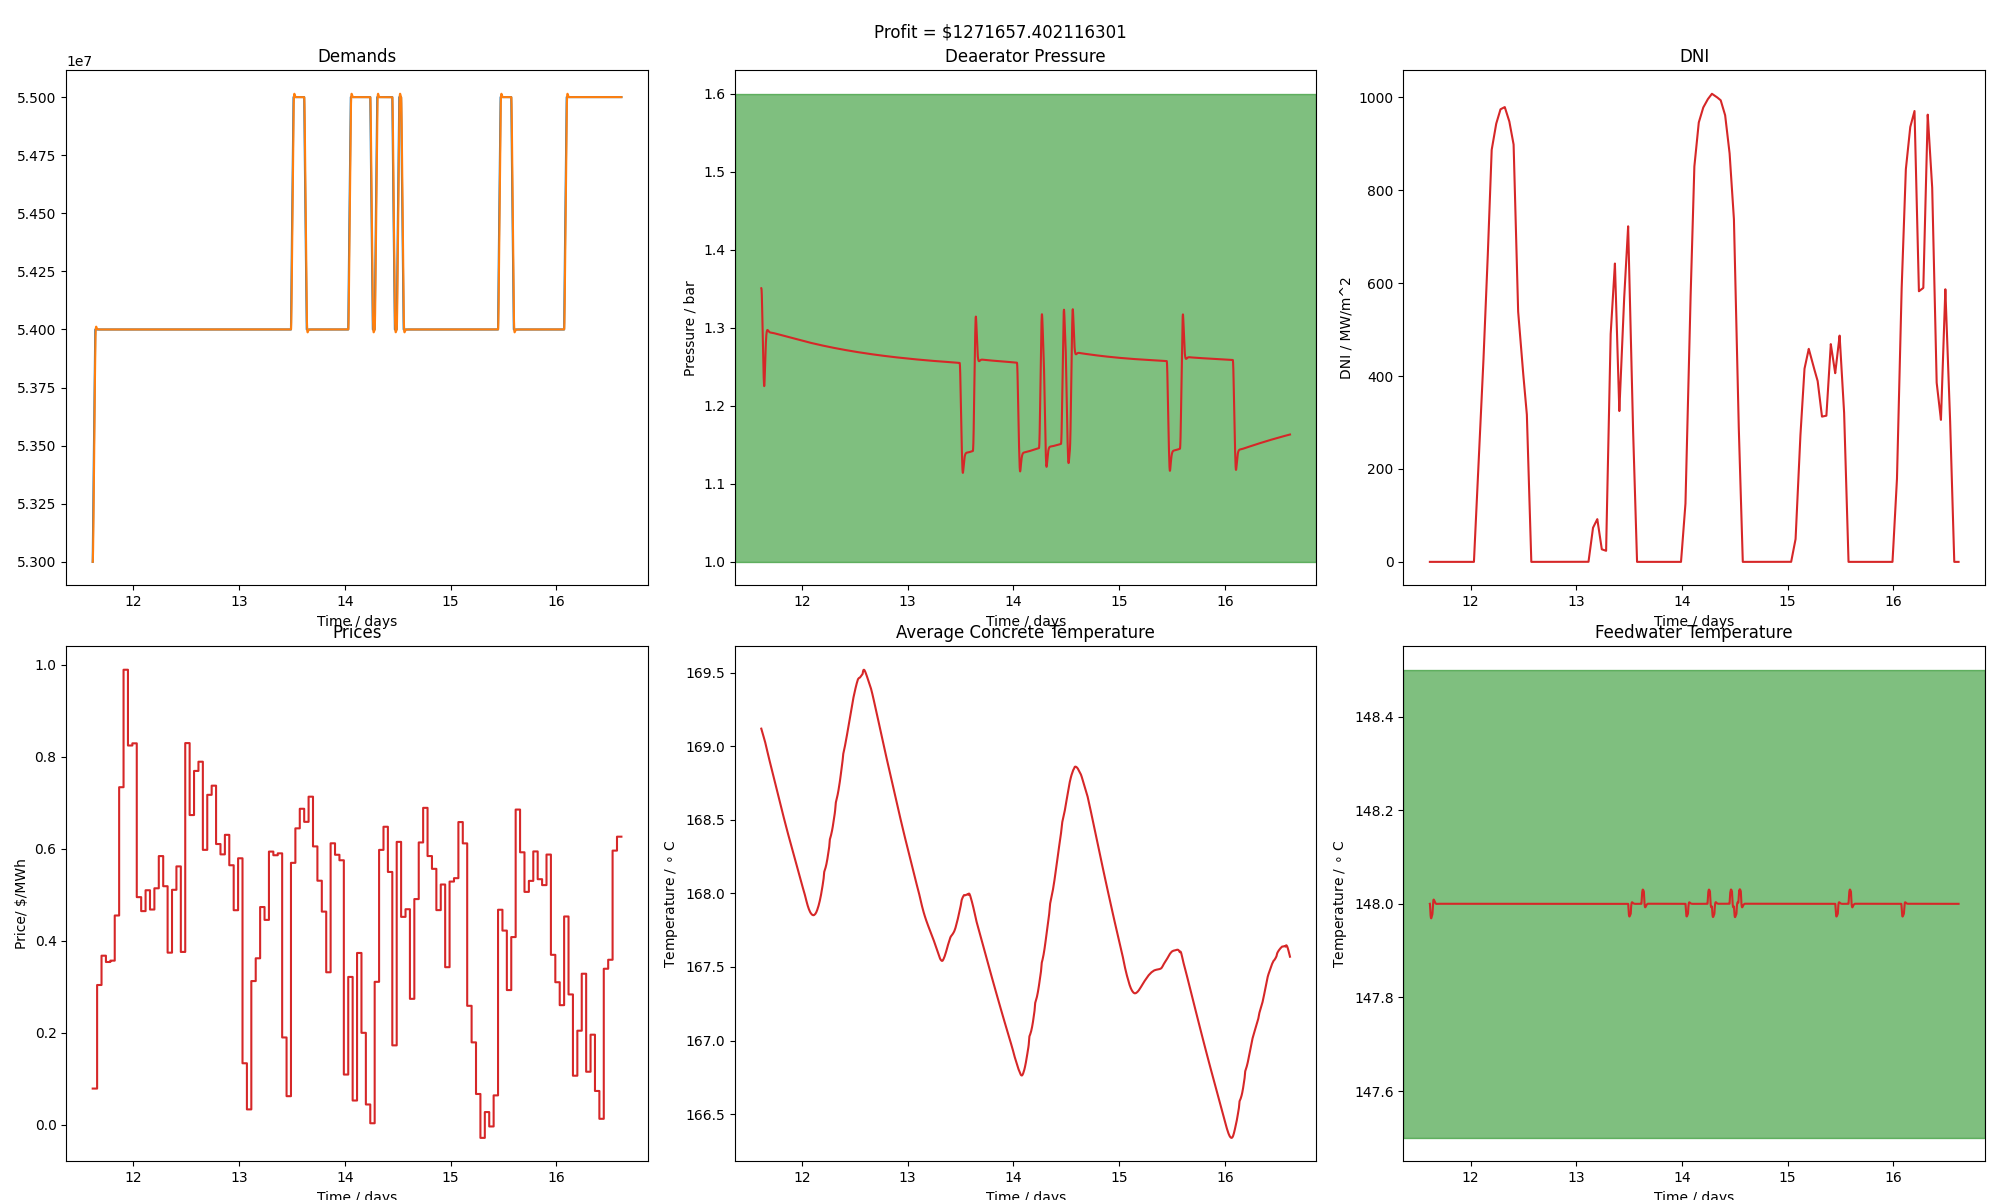 Profit = $1271657.402116301
Demands
1e7
5.500
5.475
5.450
5.425
5.400
5.375
5.350
5.325
5.300
12 13 14 15 16
Time / days
Deaerator Pressure
Pressure / bar
1.6
1.5
1.4
1.3
1.2
1.1
1.0
12 13 14 15 16
Time / days
DNI
DNI / MW/m^2
1000
800
600
400
200
0
12 13 14 15 16
Time / days
Prices
Price/ $/MWh
1.0
0.8
0.6
0.4
0.2
0.0
12 13 14 15 16
Time / days
Average Concrete Temperature
Temperature / ∘ C
169.5
169.0
168.5
168.0
167.5
167.0
166.5
12 13 14 15 16
Time / days
Feedwater Temperature
Temperature / ∘ C
148.4
148.2
148.0
147.8
147.6
12 13 14 15 16
Time / days